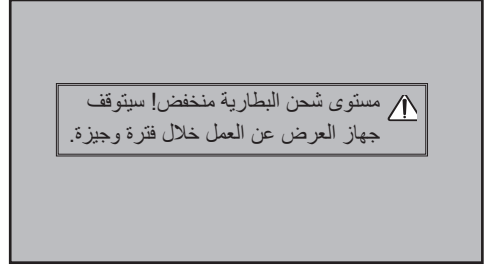 مستوى شحن البطارية منخفض! سيتوقف
جهاز العرض عن العمل خلال فترة وجيزة.